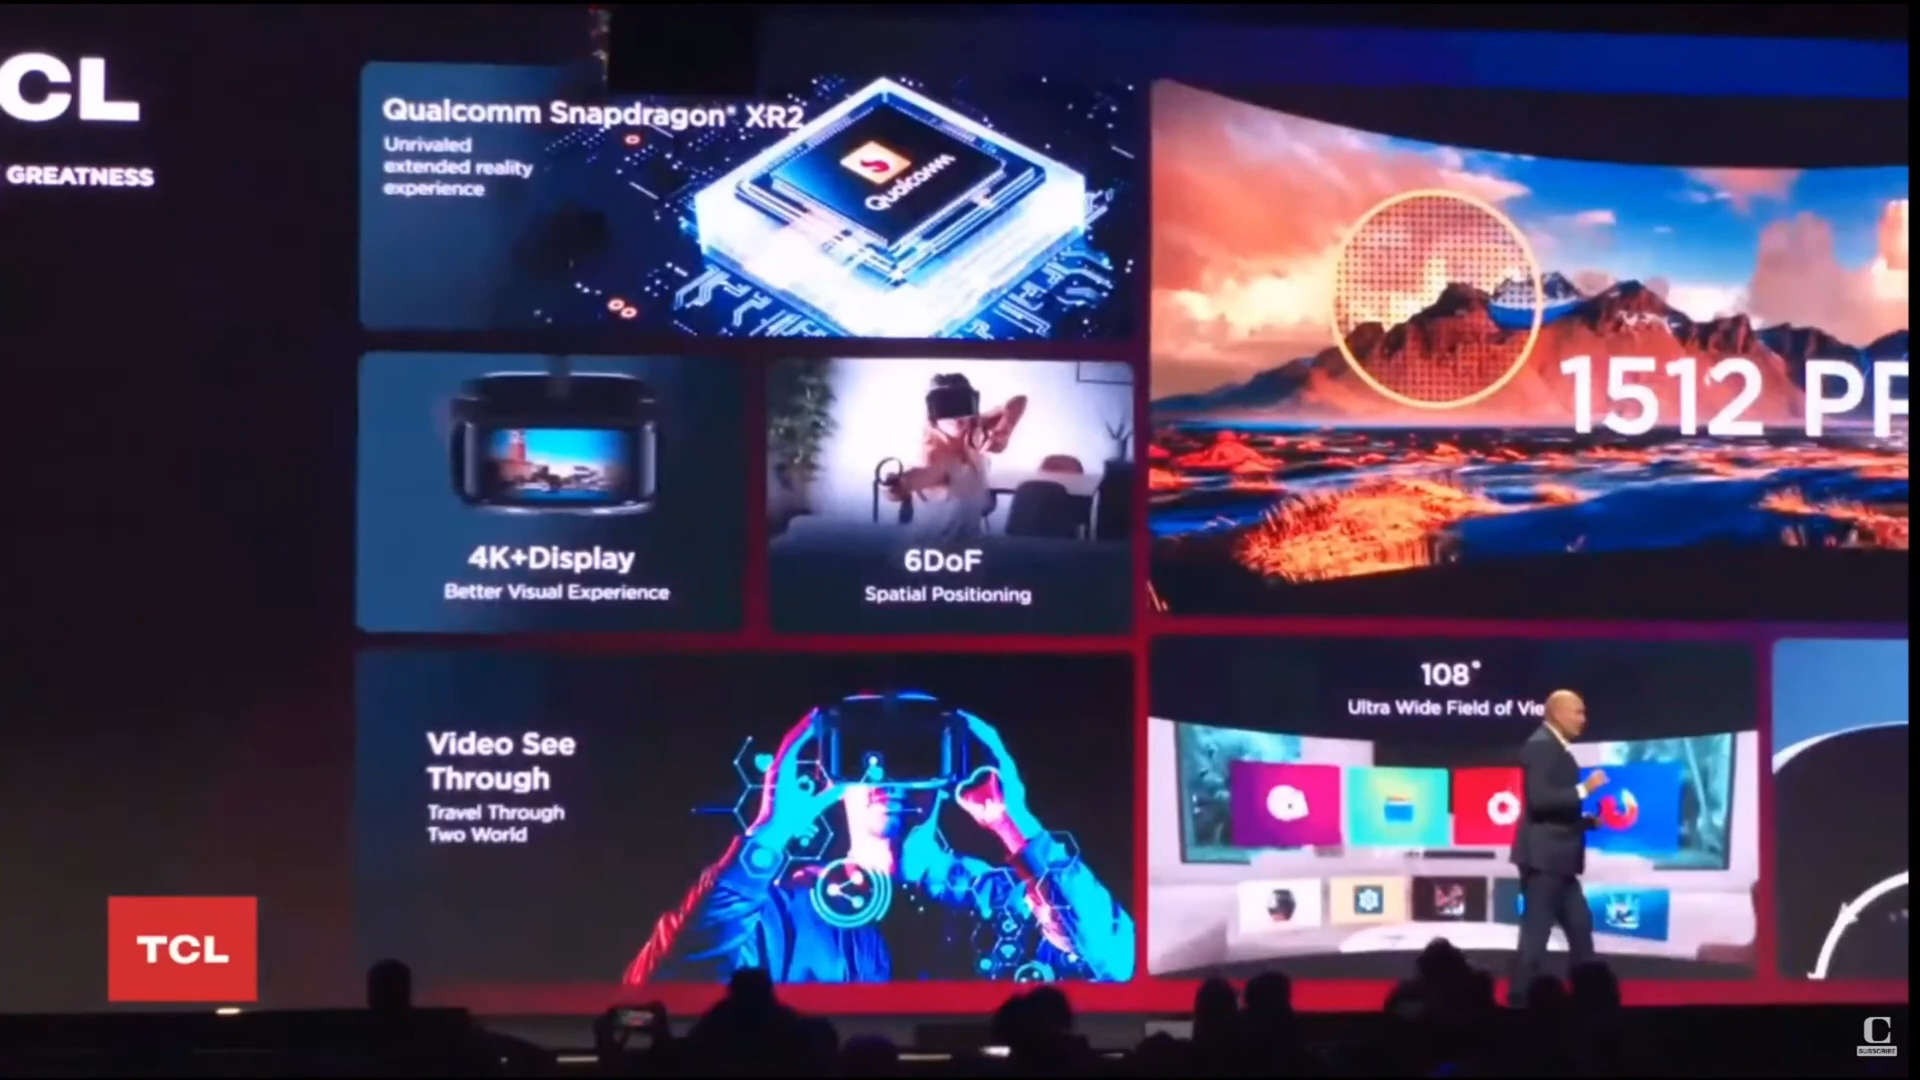 CL
GREATNESS
Qualcomm Snapdragon® XR2
Unrivaled
extended reality
experience
Qualcomm
1512 PP
4K+Display
Better Visual Experience
6DoF
Spatial Positioning
Video See
Through
Travel Through
Two World
108°
Ultra Wide Field of Vie
TCL
C
SUBSCRIBE